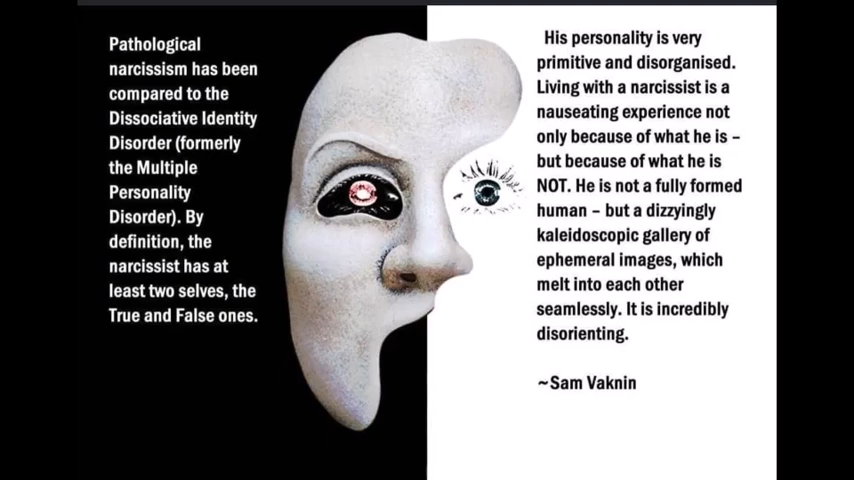 Pathological
narcissism has been
compared to the
Dissociative Identity
Disorder (formerly
the Multiple
Personality
Disorder). By
definition, the
narcissist has at
least two selves, the
True and False ones.
His personality is very
primitive and disorganised.
Living with a narcissist is a
nauseating experience not
only because of what he is –
but because of what he is
NOT. He is not a fully formed
human – but a dizzyingly
kaleidoscopic gallery of
ephemeral images, which
melt into each other
seamlessly. It is incredibly
disorienting.
~Sam Vaknin